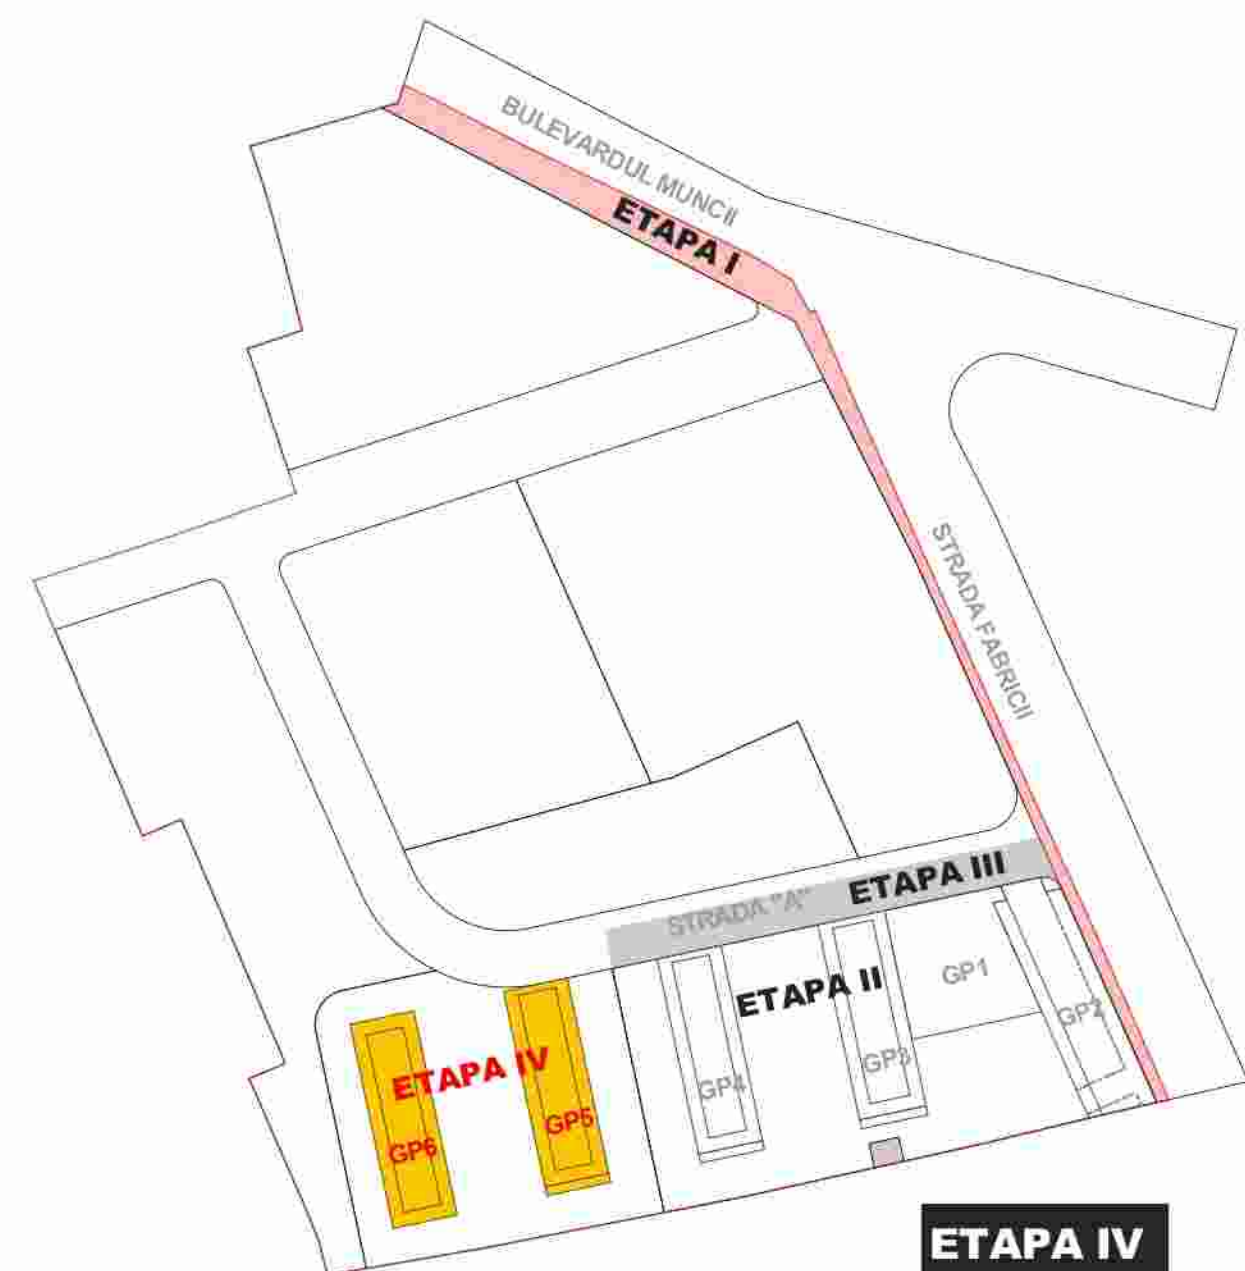 BULEVARDUL MUNCII
ETAPA I
STRADA FABRICII
ETAPA III
STRADA "A"
ETAPA II
GP1
GP2
GP3
GP4
ETAPA IV
GP5
GP6
ETAPA IV